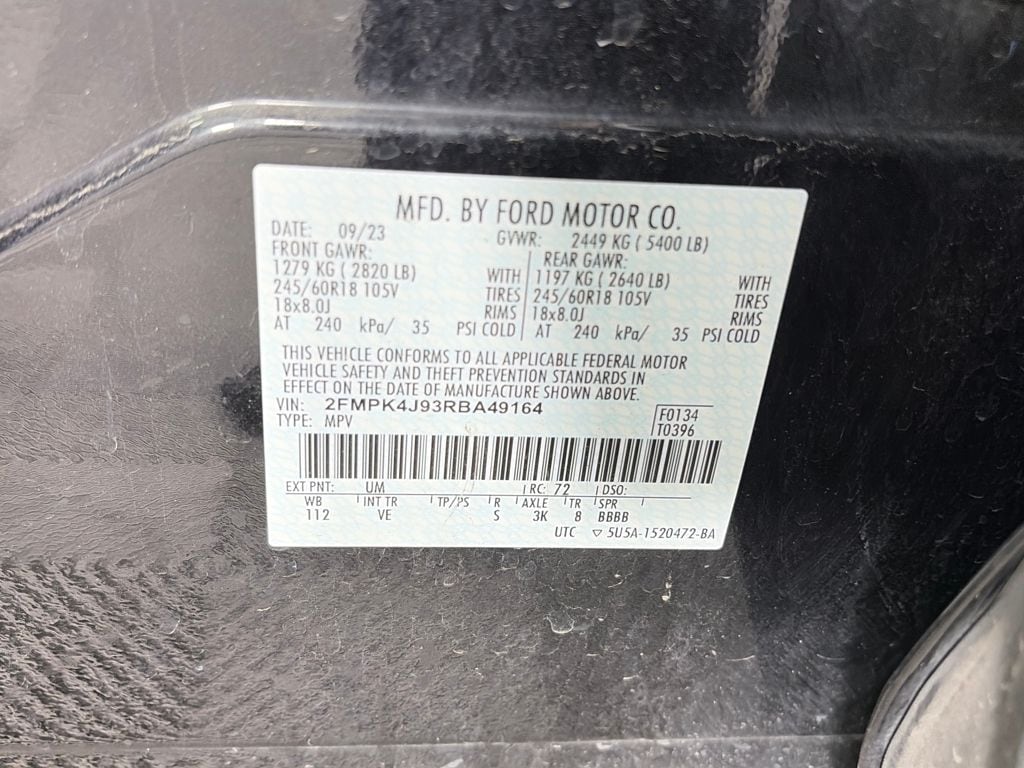 MFD. BY FORD MOTOR CO.
DATE: 09/23 GVWR: 2449 KG ( 5400 LB)
FRONT GAWR: REAR GAWR:
1279 KG ( 2820 LB) WITH 1197 KG ( 2640 LB) WITH
245/60R18 105V TIRES 245/60R18 105V TIRES
18x8.0J RIMS 18x8.0J RIMS
AT 240 kPa/ 35 PSI COLD AT 240 kPa/ 35 PSI COLD
THIS VEHICLE CONFORMS TO ALL APPLICABLE FEDERAL MOTOR
VEHICLE SAFETY AND THEFT PREVENTION STANDARDS IN
EFFECT ON THE DATE OF MANUFACTURE SHOWN ABOVE.
VIN: 2FMPK4J93RBA49164 F0134
TYPE: MPV T0396
EXT PNT: UM RC: 72 DSO:
WB INT TR TP/PS R AXLE TR SPR
112 VE S 3K 8 BBBB
UTC ▽ 5U5A-1520472-BA